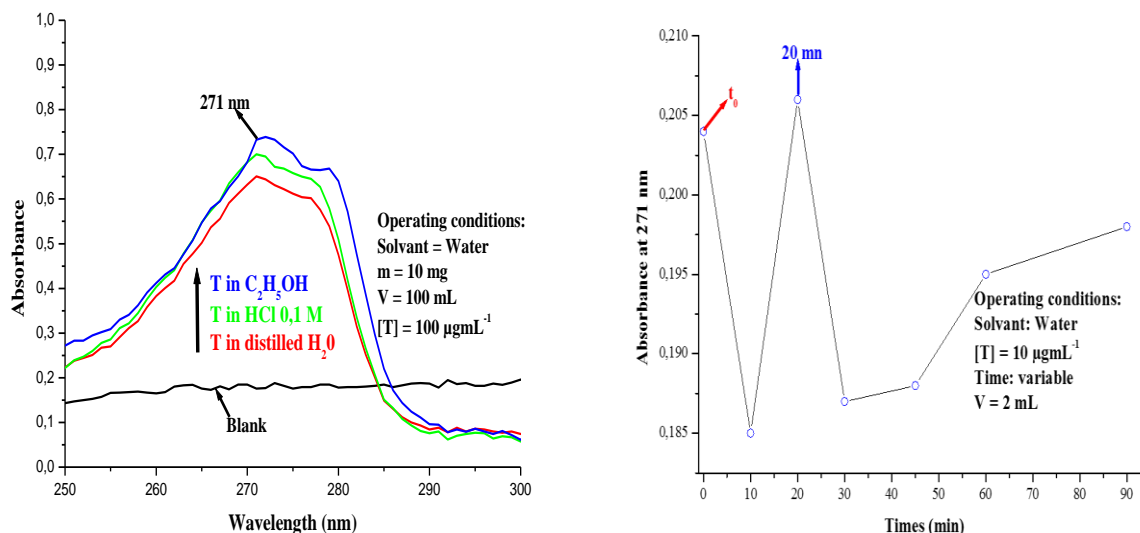 1,0
0,9
0,8
0,7
0,6
0,5
0,4
0,3
0,2
0,1
0,0
Absorbance
271 nm
Operating conditions:
Solvant = Water
m = 10 mg
V = 100 mL
[T] = 100 µgmL⁻¹
T in C₂H₅OH
T in HCl 0,1 M
T in distilled H₂0
Blank
250 260 270 280 290 300
Wavelength (nm)
0,210
0,205
0,200
0,195
0,190
0,185
Absorbance at 271 nm
t₀
20 mn
Operating conditions:
Solvant: Water
[T] = 10 µgmL⁻¹
Time: variable
V = 2 mL
0 10 20 30 40 50 60 70 80 90
Times (min)